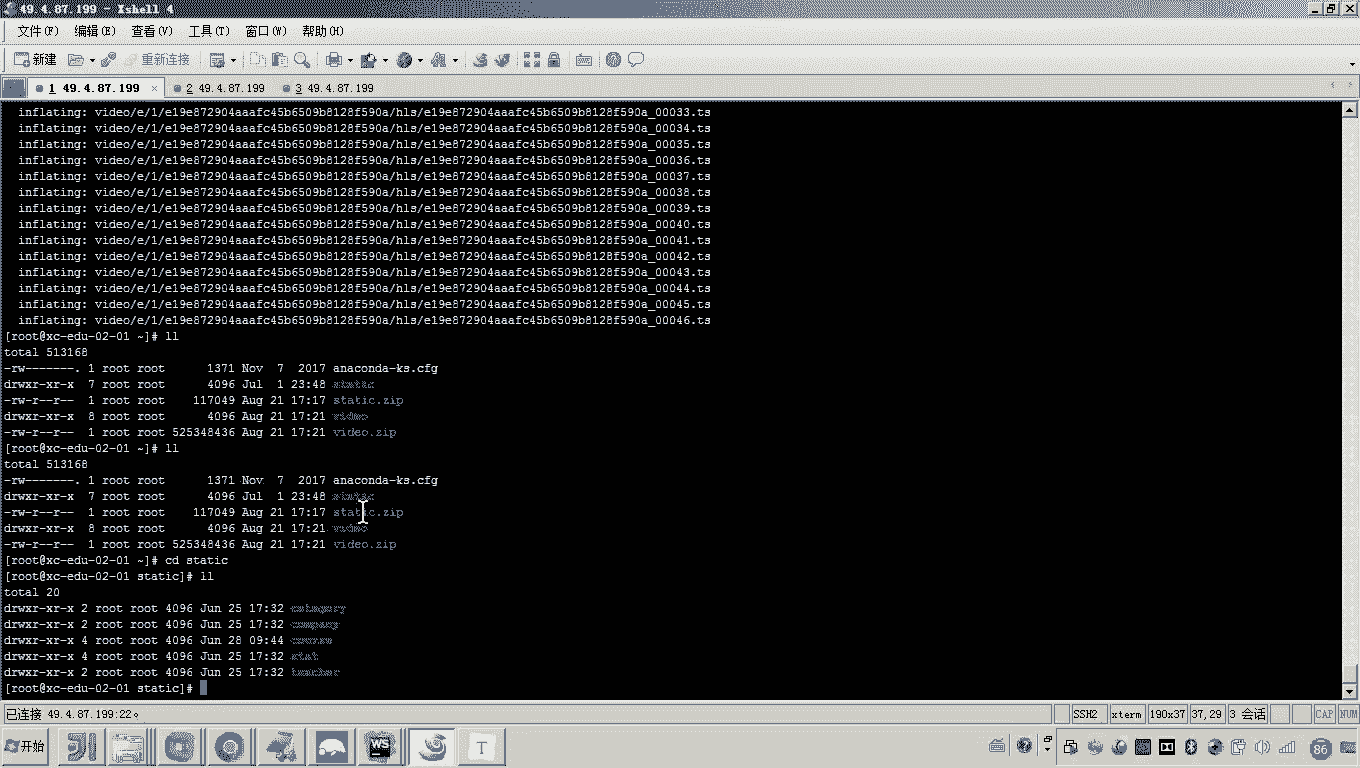 49.4.87.199 - Xshell 4
文件(F) 编辑(E) 查看(V) 工具(T) 窗口(W) 帮助(H)
新建 重新连接
1 49.4.87.199 × 2 49.4.87.199 3 49.4.87.199
inflating: video/e/1/e19e872904aaafc45b6509b8128f590a/hls/e19e872904aaafc45b6509b8128f590a_00033.ts
inflating: video/e/1/e19e872904aaafc45b6509b8128f590a/hls/e19e872904aaafc45b6509b8128f590a_00034.ts
inflating: video/e/1/e19e872904aaafc45b6509b8128f590a/hls/e19e872904aaafc45b6509b8128f590a_00035.ts
inflating: video/e/1/e19e872904aaafc45b6509b8128f590a/hls/e19e872904aaafc45b6509b8128f590a_00036.ts
inflating: video/e/1/e19e872904aaafc45b6509b8128f590a/hls/e19e872904aaafc45b6509b8128f590a_00037.ts
inflating: video/e/1/e19e872904aaafc45b6509b8128f590a/hls/e19e872904aaafc45b6509b8128f590a_00038.ts
inflating: video/e/1/e19e872904aaafc45b6509b8128f590a/hls/e19e872904aaafc45b6509b8128f590a_00039.ts
inflating: video/e/1/e19e872904aaafc45b6509b8128f590a/hls/e19e872904aaafc45b6509b8128f590a_00040.ts
inflating: video/e/1/e19e872904aaafc45b6509b8128f590a/hls/e19e872904aaafc45b6509b8128f590a_00041.ts
inflating: video/e/1/e19e872904aaafc45b6509b8128f590a/hls/e19e872904aaafc45b6509b8128f590a_00042.ts
inflating: video/e/1/e19e872904aaafc45b6509b8128f590a/hls/e19e872904aaafc45b6509b8128f590a_00043.ts
inflating: video/e/1/e19e872904aaafc45b6509b8128f590a/hls/e19e872904aaafc45b6509b8128f590a_00044.ts
inflating: video/e/1/e19e872904aaafc45b6509b8128f590a/hls/e19e872904aaafc45b6509b8128f590a_00045.ts
inflating: video/e/1/e19e872904aaafc45b6509b8128f590a/hls/e19e872904aaafc45b6509b8128f590a_00046.ts
[root@xc-edu-02-01 ~]# ll
total 513168
-rw-------. 1 root root 1371 Nov 7 2017 anaconda-ks.cfg
drwxr-xr-x 7 root root 4096 Jul 1 23:48 static
-rw-r--r-- 1 root root 117049 Aug 21 17:17 static.zip
drwxr-xr-x 8 root root 4096 Aug 21 17:21 video
-rw-r--r-- 1 root root 525348436 Aug 21 17:21 video.zip
[root@xc-edu-02-01 ~]# ll
total 513168
-rw-------. 1 root root 1371 Nov 7 2017 anaconda-ks.cfg
drwxr-xr-x 7 root root 4096 Jul 1 23:48 static
-rw-r--r-- 1 root root 117049 Aug 21 17:17 static.zip
drwxr-xr-x 8 root root 4096 Aug 21 17:21 video
-rw-r--r-- 1 root root 525348436 Aug 21 17:21 video.zip
[root@xc-edu-02-01 ~]# cd static
[root@xc-edu-02-01 static]# ll
total 20
drwxr-xr-x 2 root root 4096 Jun 25 17:32 category
drwxr-xr-x 2 root root 4096 Jun 25 17:32 company
drwxr-xr-x 4 root root 4096 Jun 28 09:44 course
drwxr-xr-x 4 root root 4096 Jun 25 17:32 stat
drwxr-xr-x 2 root root 4096 Jun 25 17:32 teacher
[root@xc-edu-02-01 static]#
已连接 49.4.87.199:22。 SSH2 xterm 190x37 37,29 3 会话 CAP NUM
开始 WS T 86